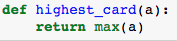 def highest_card(a):
    return max(a)